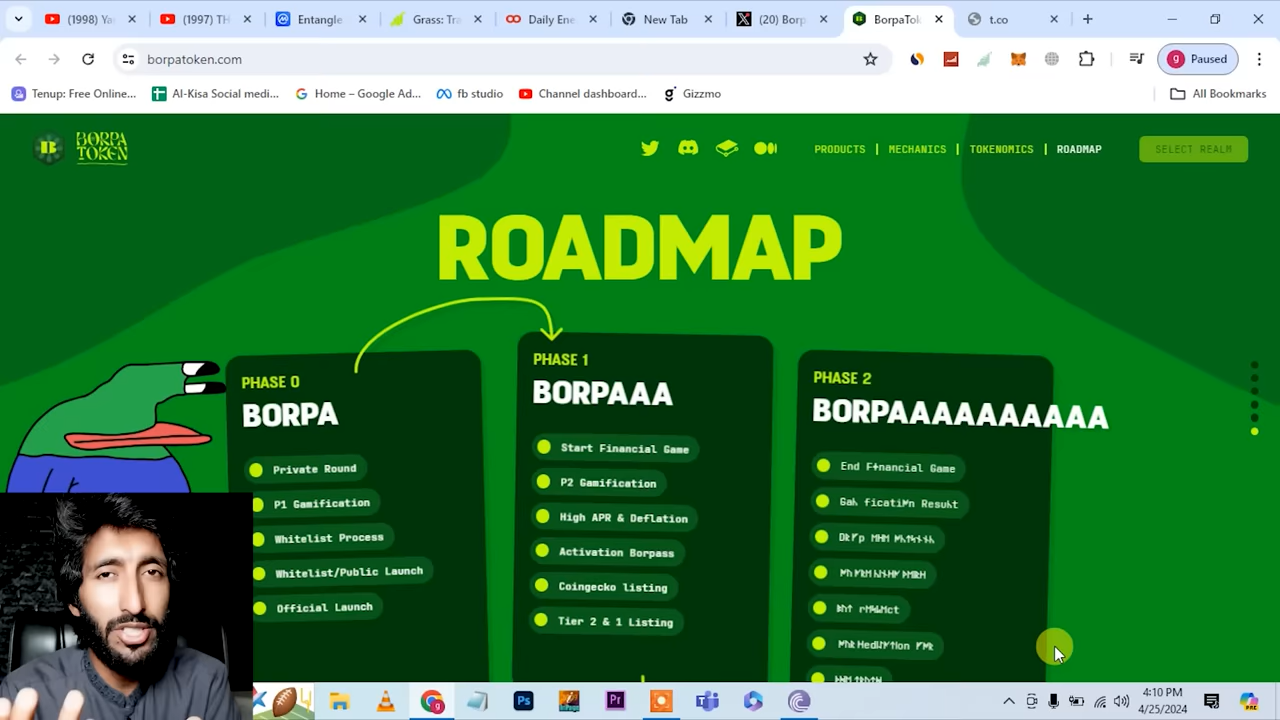 (1998) Ya
(1997) TH
Entangle
Grass: Tra
Daily Ene
New Tab
(20) Borp
BorpaTok
t.co
borpatoken.com
Paused
Tenup: Free Online...
Al-Kisa Social medi...
Home – Google Ad...
fb studio
Channel dashboard...
Gizzmo
All Bookmarks
BORPA
TOKEN
PRODUCTS | MECHANICS | TOKENOMICS | ROADMAP
SELECT REALM
ROADMAP
PHASE 0
BORPA
Private Round
P1 Gamification
Whitelist Process
Whitelist/Public Launch
Official Launch
PHASE 1
BORPAAA
Start Financial Game
P2 Gamification
High APR & Deflation
Activation Borpass
Coingecko listing
Tier 2 & 1 Listing
PHASE 2
BORPAAAAAAAAAA
End Game
4:10 PM
4/25/2024